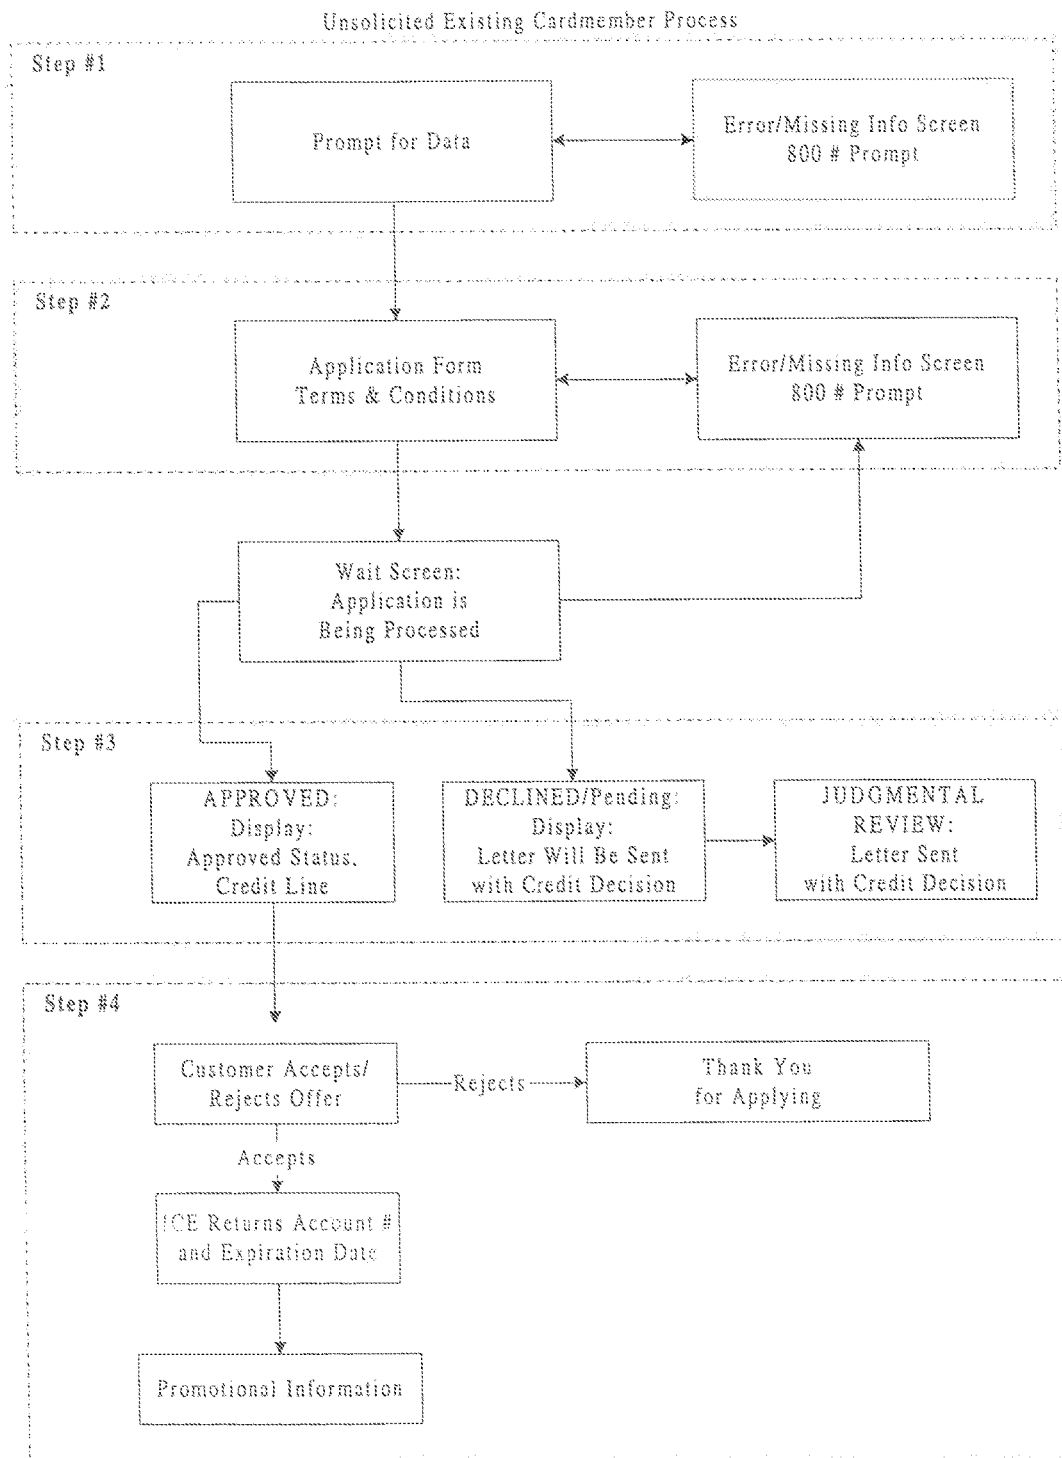 Unsolicited Existing Cardmember Process
Step #1
Prompt for Data
Error/Missing Info Screen
800 # Prompt
Step #2
Application Form
Terms & Conditions
Error/Missing Info Screen
800 # Prompt
Wait Screen:
Application is
Being Processed
Step #3
APPROVED:
Display:
Approved Status,
Credit Line
DECLINED/Pending:
Display:
Letter Will Be Sent
with Credit Decision
JUDGMENTAL
REVIEW:
Letter Sent
with Credit Decision
Step #4
Customer Accepts/
Rejects Offer
Rejects
Thank You
for Applying
Accepts
ICE Returns Account #
and Expiration Date
Promotional Information